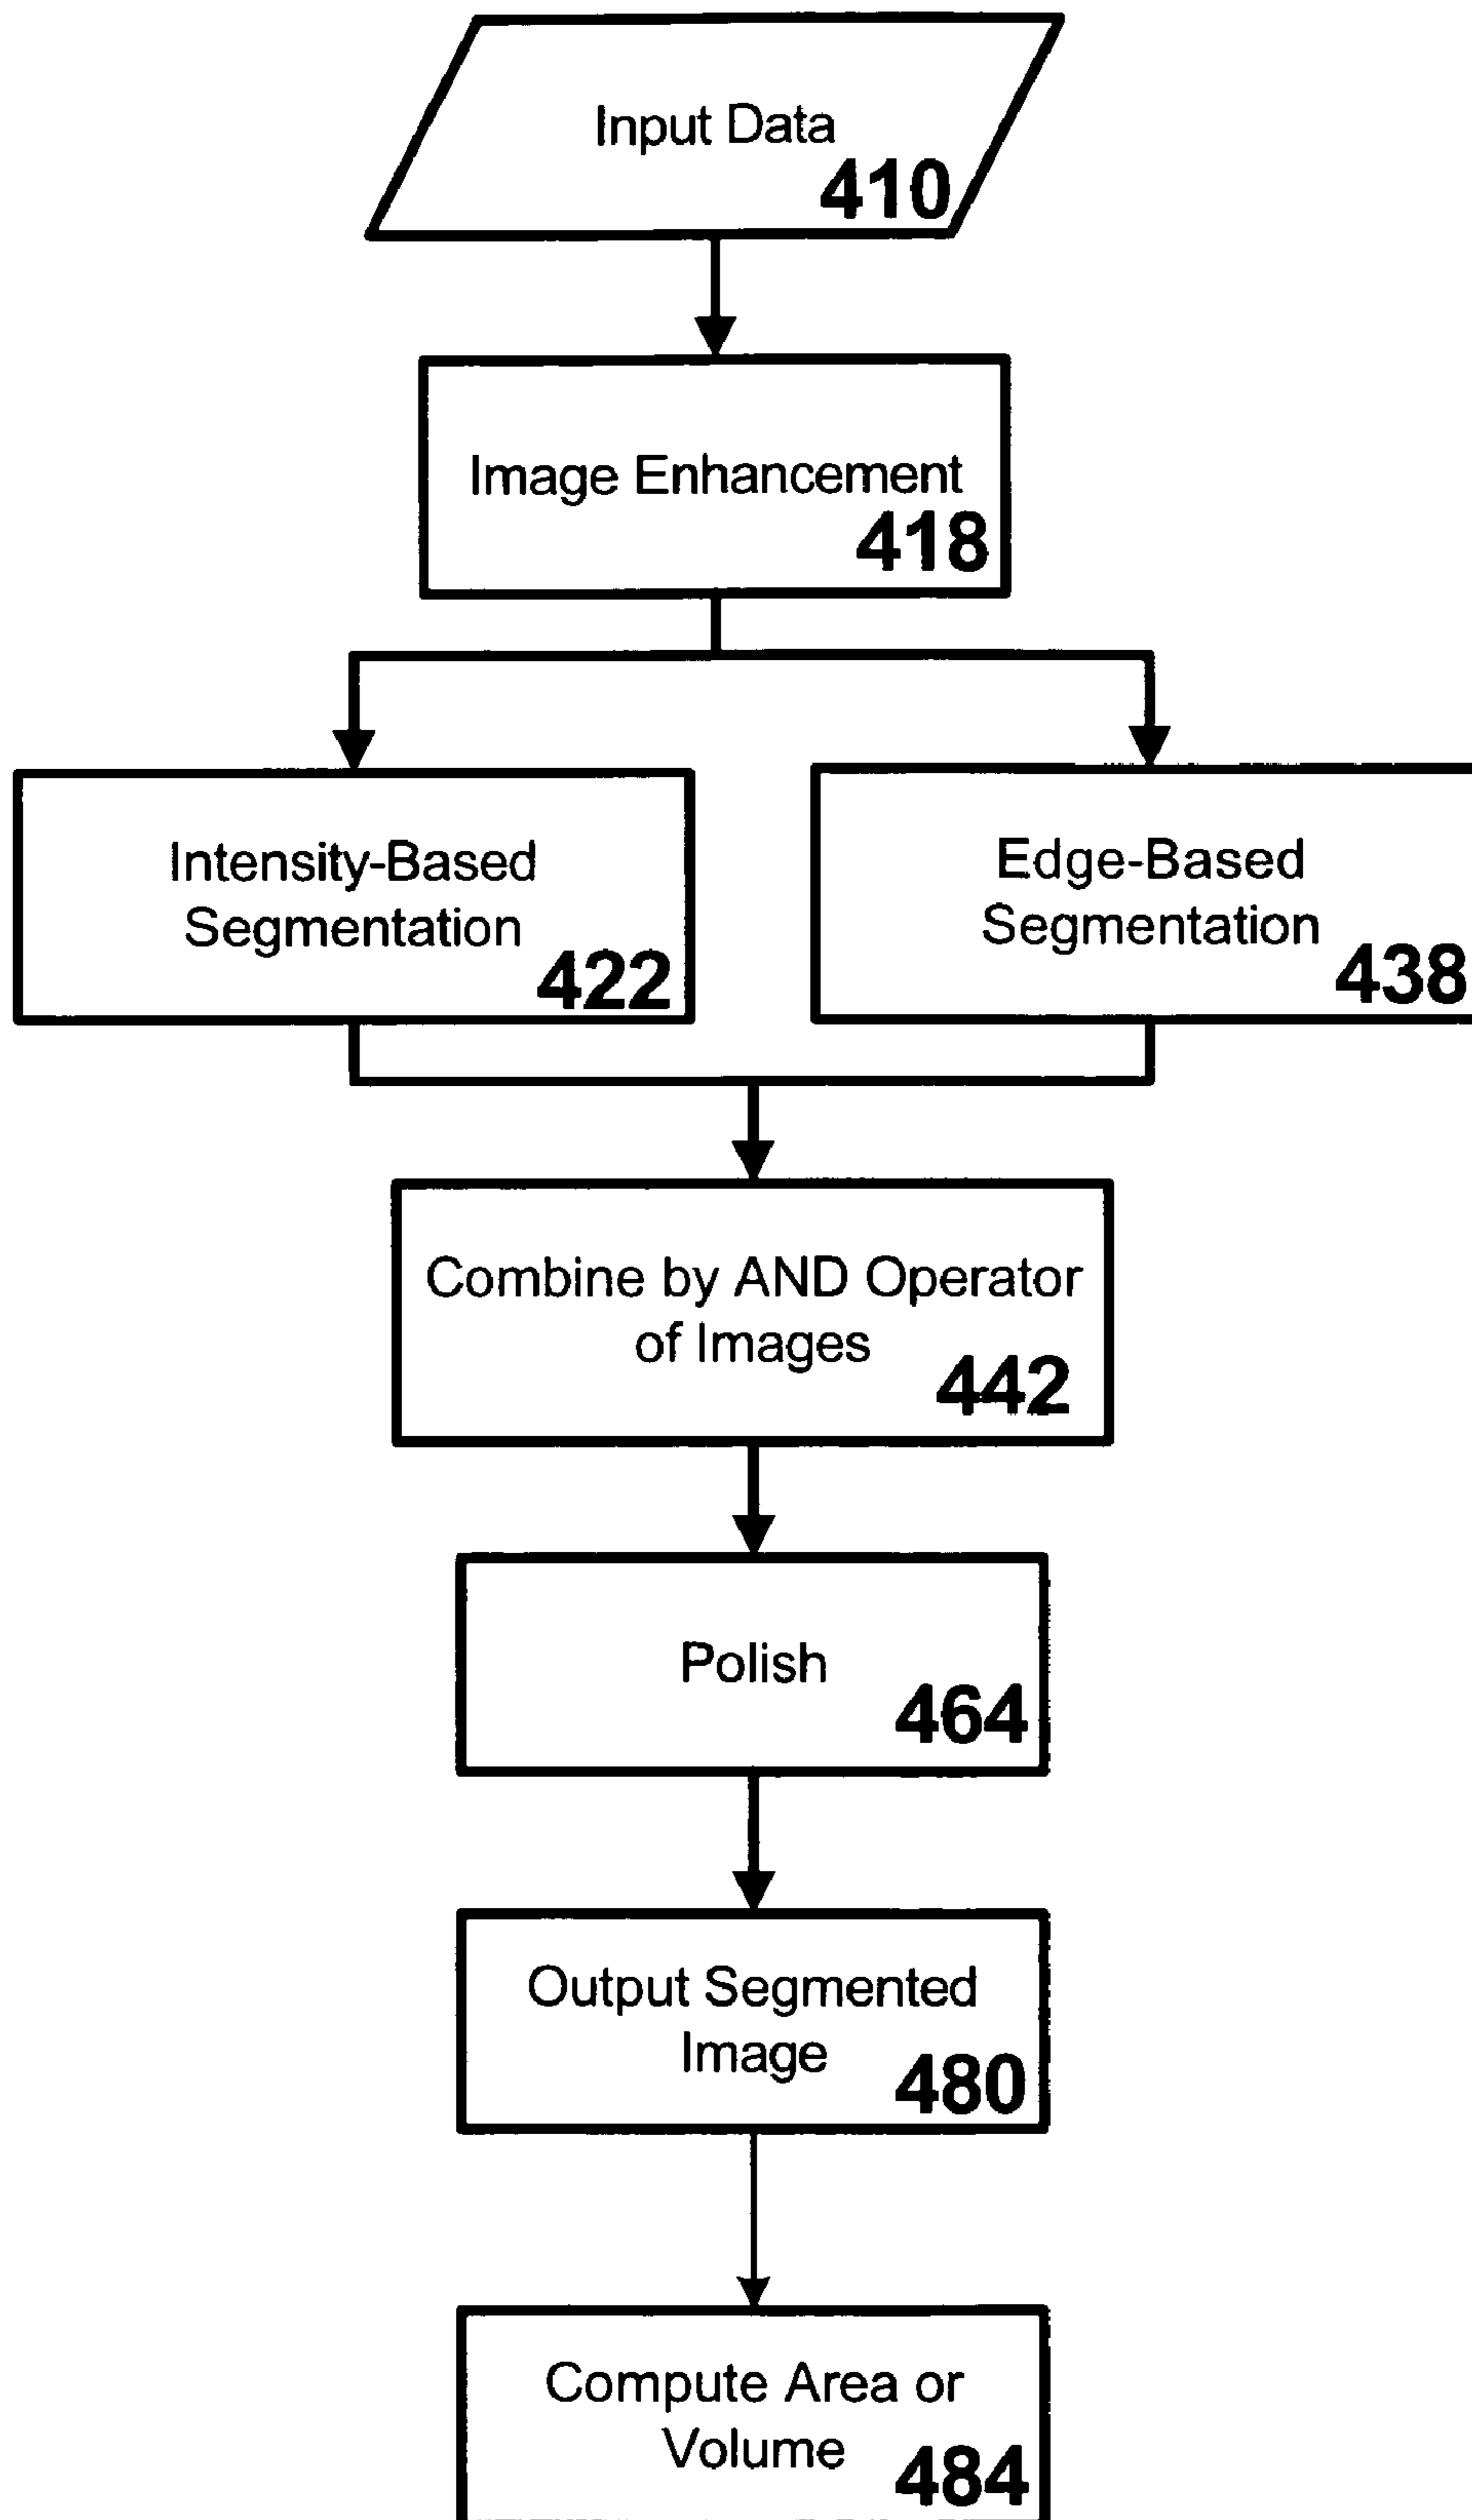 Input Data
410
Image Enhancement
418
Intensity-Based
Segmentation
422
Edge-Based
Segmentation
438
Combine by AND Operator
of Images
442
Polish
464
Output Segmented
Image
480
Compute Area or
Volume
484